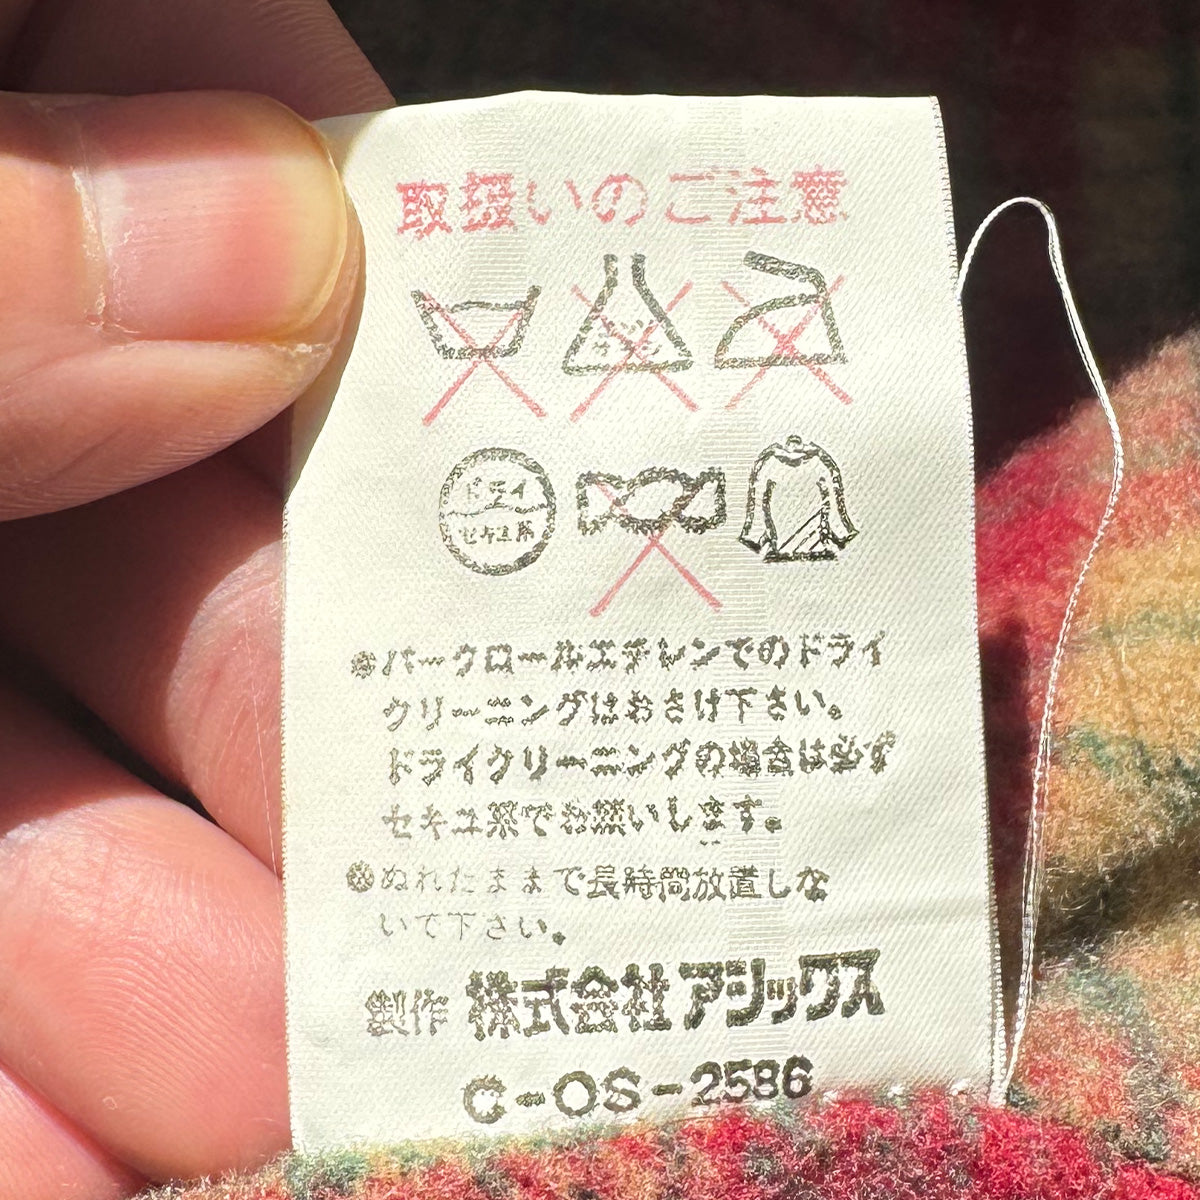 取扱いのご注意
ドライ
セキユ系
●パークロールエチレンでのドライ
クリーニングはおさけ下さい。
ドライクリーニングの場合は必ず
セキユ系でお願いします。
●ぬれたままで長時間放置しな
いで下さい。
製作 株式会社アシックス
C-OS-2586